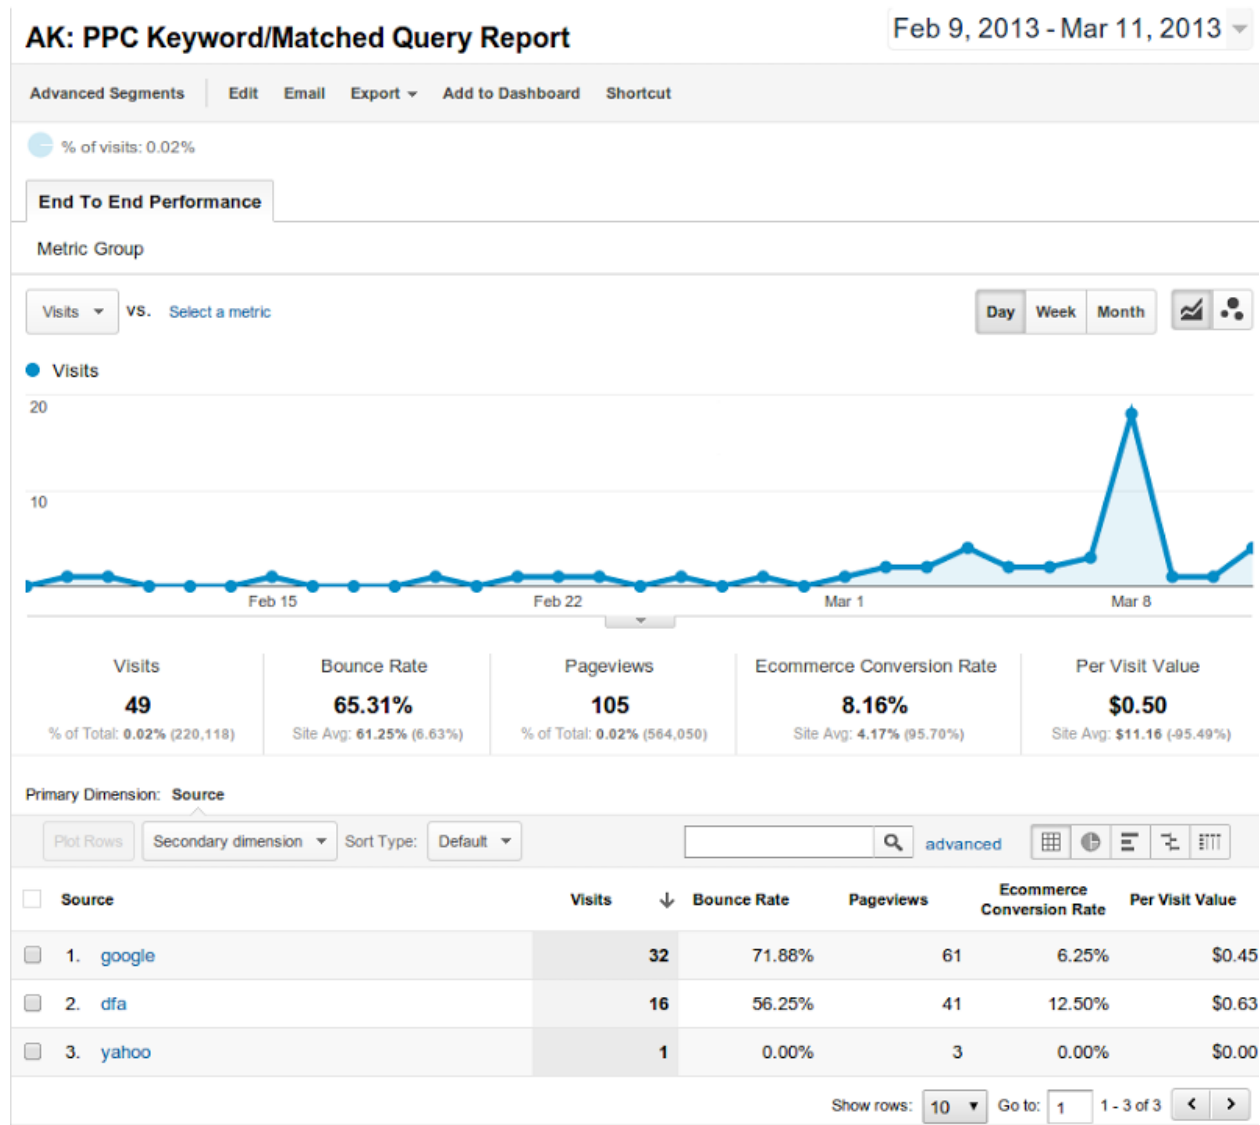 AK: PPC Keyword/Matched Query Report
Feb 9, 2013 - Mar 11, 2013
Advanced Segments Edit Email Export Add to Dashboard Shortcut
% of visits: 0.02%
End To End Performance
Metric Group
Visits VS. Select a metric Day Week Month
Visits
20
10
Feb 15 Feb 22 Mar 1 Mar 8
Visits Bounce Rate Pageviews Ecommerce Conversion Rate Per Visit Value
49 65.31% 105 8.16% $0.50
% of Total: 0.02% (220,118) Site Avg: 61.25% (6.63%) % of Total: 0.02% (564,050) Site Avg: 4.17% (95.70%) Site Avg: $11.16 (-95.49%)
Primary Dimension: Source
Plot Rows Secondary dimension Sort Type: Default advanced
Source Visits Bounce Rate Pageviews Ecommerce Conversion Rate Per Visit Value
1. google 32 71.88% 61 6.25% $0.45
2. dfa 16 56.25% 41 12.50% $0.63
3. yahoo 1 0.00% 3 0.00% $0.00
Show rows: 10 Go to: 1 1 - 3 of 3